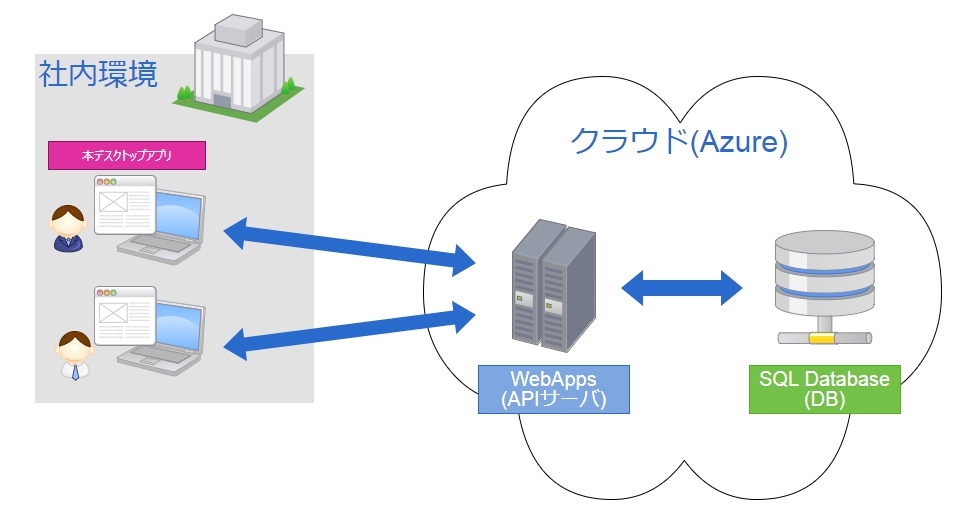 社内環境
本デスクトップアプリ
クラウド(Azure)
WebApps
(APIサーバ)
SQL Database
(DB)